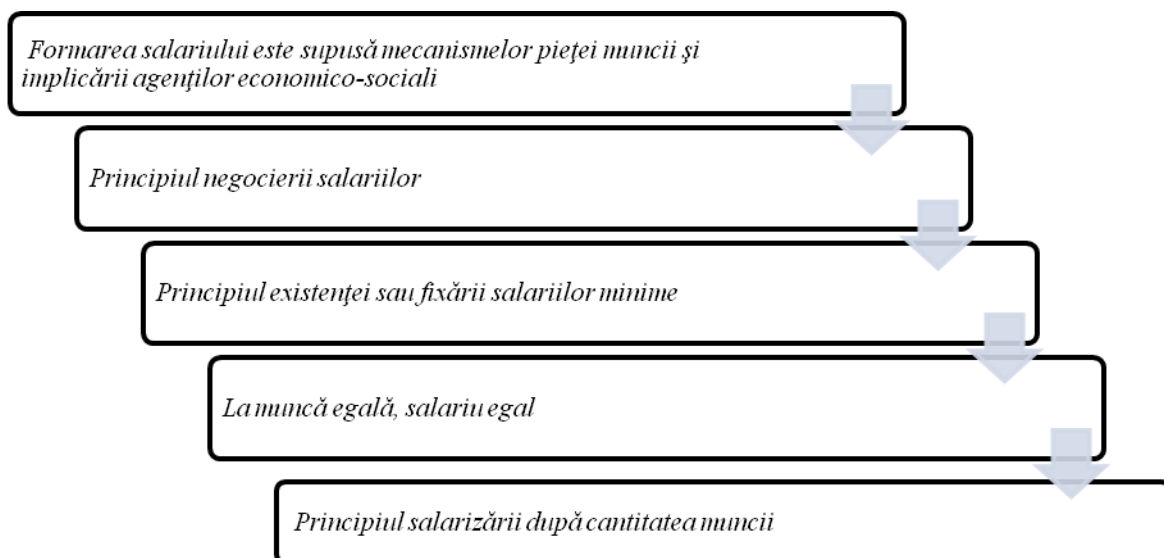 Formarea salariului este supusă mecanismelor pieţei muncii şi
implicării agenţilor economico-sociali
Principiul negocierii salariilor
Principiul existenţei sau fixării salariilor minime
La muncă egală, salariu egal
Principiul salarizării după cantitatea muncii